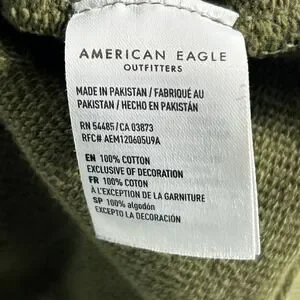 AMERICAN EAGLE
OUTFITTERS
MADE IN PAKISTAN / FABRIQUÉ AU
PAKISTAN / HECHO EN PAKISTÁN
RN 54485/CA 03873
RFC# AEM120605U9A
EN 100% COTTON
EXCLUSIVE OF DECORATION
FR 100% COTON
À L'EXCEPTION DE LA GARNITURE
SP 100% algodón
EXCEPTO LA DECORACIÓN